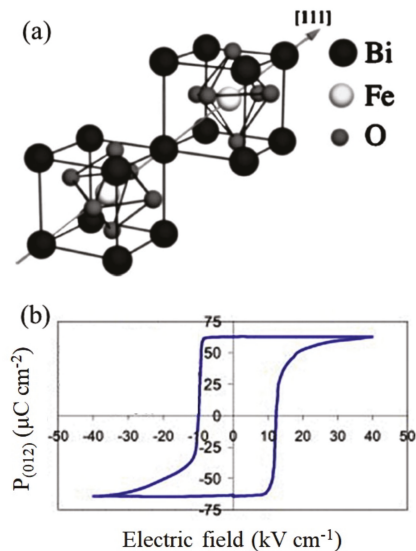 (a)
[111]
Bi
Fe
O
(b)
75
50
25
0
-25
-50
-75
-50 -40 -30 -20 -10 0 10 20 30 40 50
P(012) (μC cm-2)
Electric field (kV cm-1)